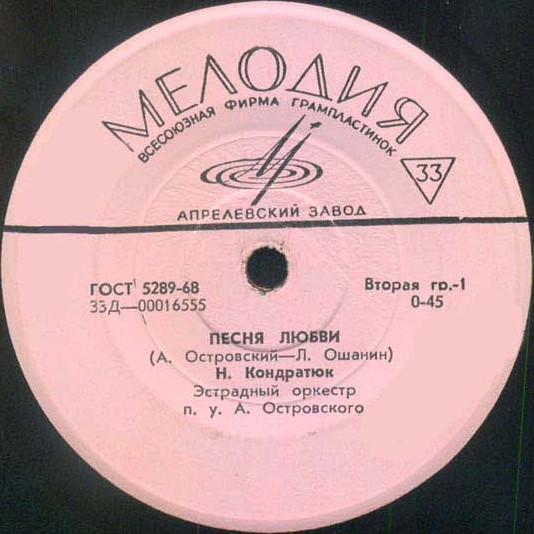 МЕЛОДИЯ
ВСЕСОЮЗНАЯ ФИРМА ГРАМПЛАСТИНОК
33
АПРЕЛЕВСКИЙ ЗАВОД
ГОСТ 5289-68
33Д—00016555
Вторая гр.-1
0-45
ПЕСНЯ ЛЮБВИ
(А. Островский—Л. Ошанин)
Н. Кондратюк
Эстрадный оркестр
п. у. А. Островского